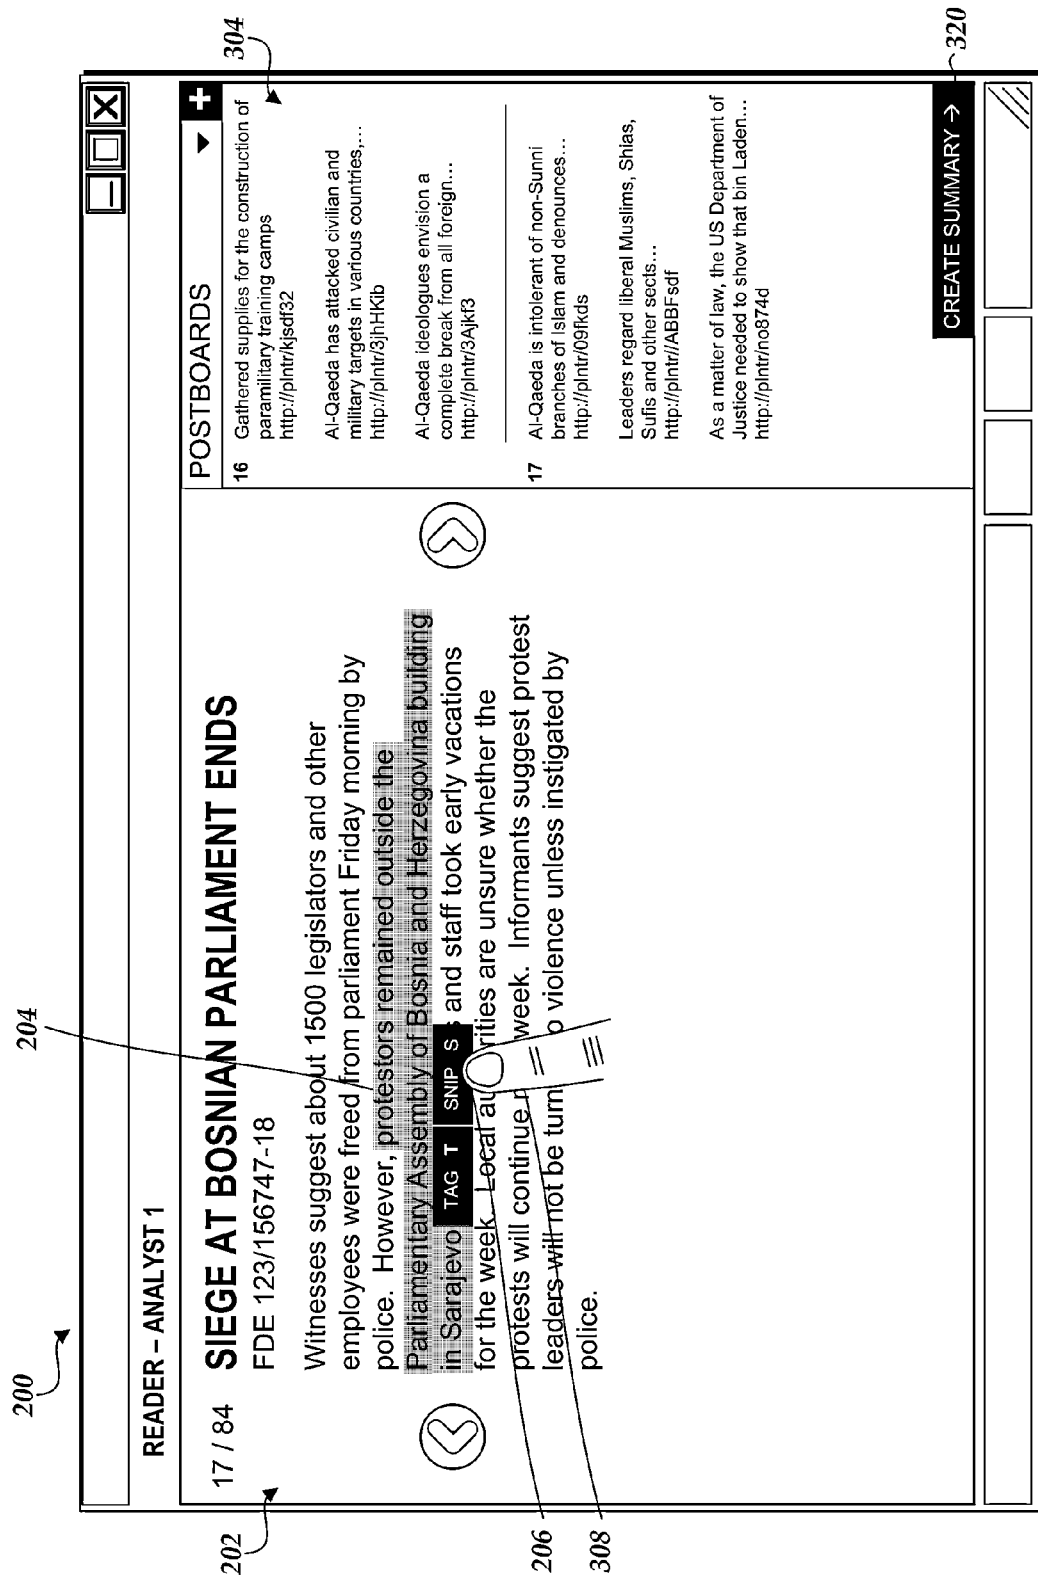 200
READER – ANALYST 1
202
17 / 84
SIEGE AT BOSNIAN PARLIAMENT ENDS
FDE 123/156747-18
204
Witnesses suggest about 1500 legislators and other
employees were freed from parliament Friday morning by
police. However, protestors remained outside the
Parliamentary Assembly of Bosnia and Herzegovina building
in Sarajevo
TAG T
SNIP S
s and staff took early vacations
for the week. Local au rities are unsure whether the
protests will continue n week. Informants suggest protest
leaders will not be turn o violence unless instigated by
police.
206
308
POSTBOARDS
+
304
16
Gathered supplies for the construction of
paramilitary training camps
http://plntr/kjsdf32
Al-Qaeda has attacked civilian and
military targets in various countries,...
http://plntr/3jhHKib
Al-Qaeda ideologues envision a
complete break from all foreign...
http://plntr/3Ajkf3
17
Al-Qaeda is intolerant of non-Sunni
branches of Islam and denounces...
http://plntr/09fkds
Leaders regard liberal Muslims, Shias,
Sufis and other sects...
http://plntr//ABBFsdf
As a matter of law, the US Department of
Justice needed to show that bin Laden...
http://plntr/no874d
CREATE SUMMARY →
320